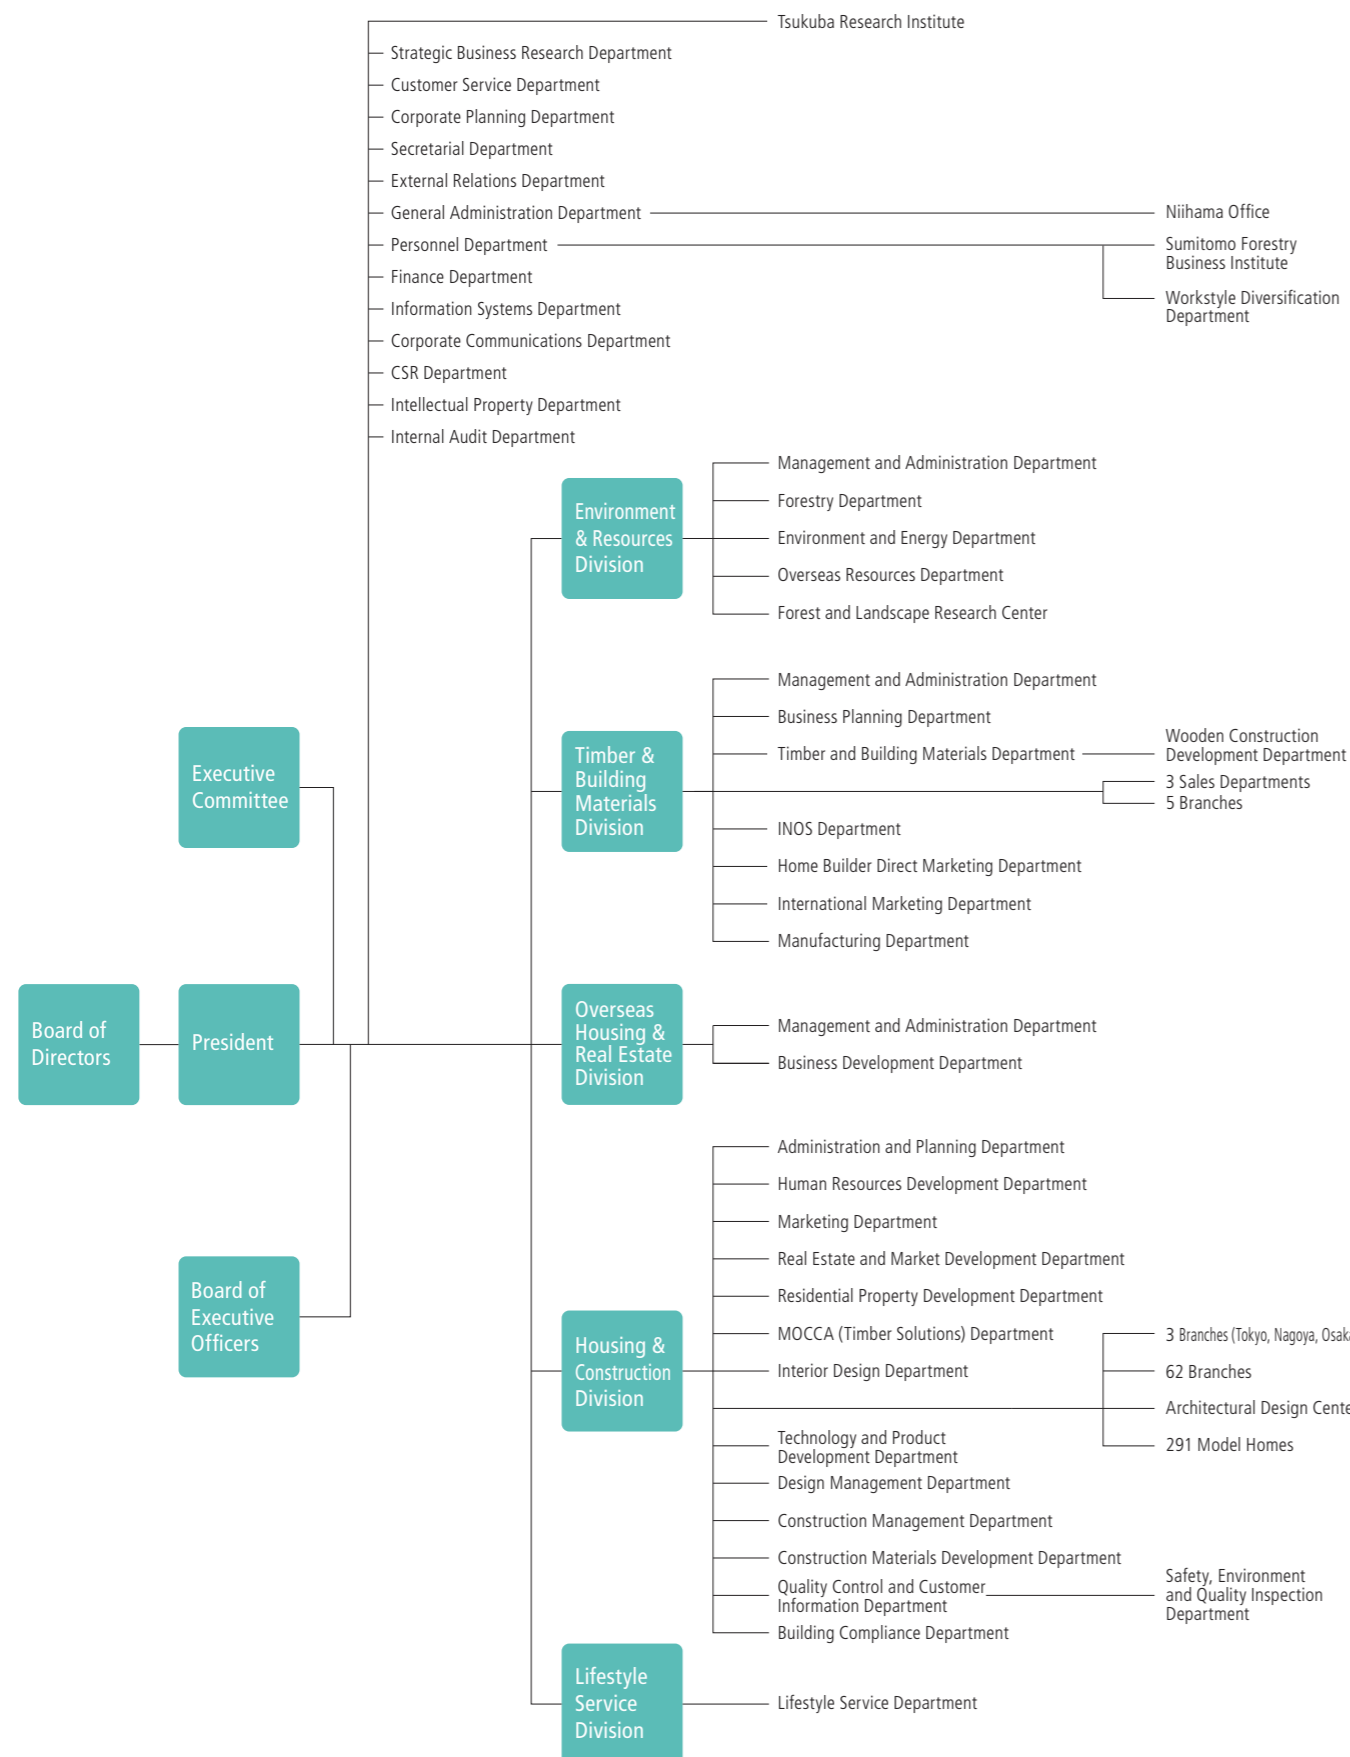 Tsukuba Research Institute
Strategic Business Research Department
Customer Service Department
Corporate Planning Department
Secretarial Department
External Relations Department
General Administration Department
Niihama Office
Personnel Department
Sumitomo Forestry
Business Institute
Workstyle Diversification
Department
Finance Department
Information Systems Department
Corporate Communications Department
CSR Department
Intellectual Property Department
Internal Audit Department
Environment
& Resources
Division
Management and Administration Department
Forestry Department
Environment and Energy Department
Overseas Resources Department
Forest and Landscape Research Center
Timber &
Building
Materials
Division
Management and Administration Department
Business Planning Department
Timber and Building Materials Department
Wooden Construction
Development Department
3 Sales Departments
5 Branches
INOS Department
Home Builder Direct Marketing Department
International Marketing Department
Manufacturing Department
Executive
Committee
Board of
Directors
President
Board of
Executive
Officers
Overseas
Housing &
Real Estate
Division
Management and Administration Department
Business Development Department
Housing &
Construction
Division
Administration and Planning Department
Human Resources Development Department
Marketing Department
Real Estate and Market Development Department
Residential Property Development Department
MOCCA (Timber Solutions) Department
Interior Design Department
3 Branches (Tokyo, Nagoya,
62 Branches
Architectural Design
291 Model Homes
Technology and Product
Development Department
Design Management Department
Construction Management Department
Construction Materials Development Department
Quality Control and Customer
Information Department
Safety, Environment
and Quality Inspection
Department
Building Compliance Department
Lifestyle
Service
Division
Lifestyle Service Department